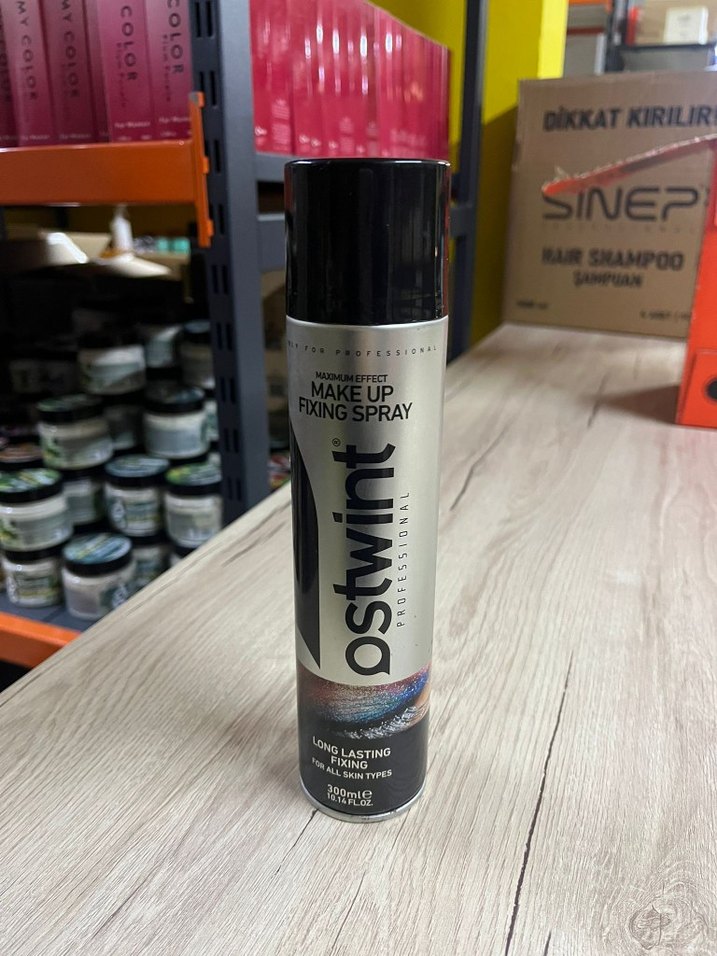 MY COLOR
COLOR
COLOR
DİKKAT KIRILIR
SINEP
HAIR SHAMPOO
ŞAMPUAN
FOR PROFESSIONAL
MAXIMUM EFFECT
MAKE UP
FIXING SPRAY
ostwint®
PROFESSIONAL
LONG LASTING
FIXING
FOR ALL SKIN TYPES
300ml℮
10.14 FL.OZ.